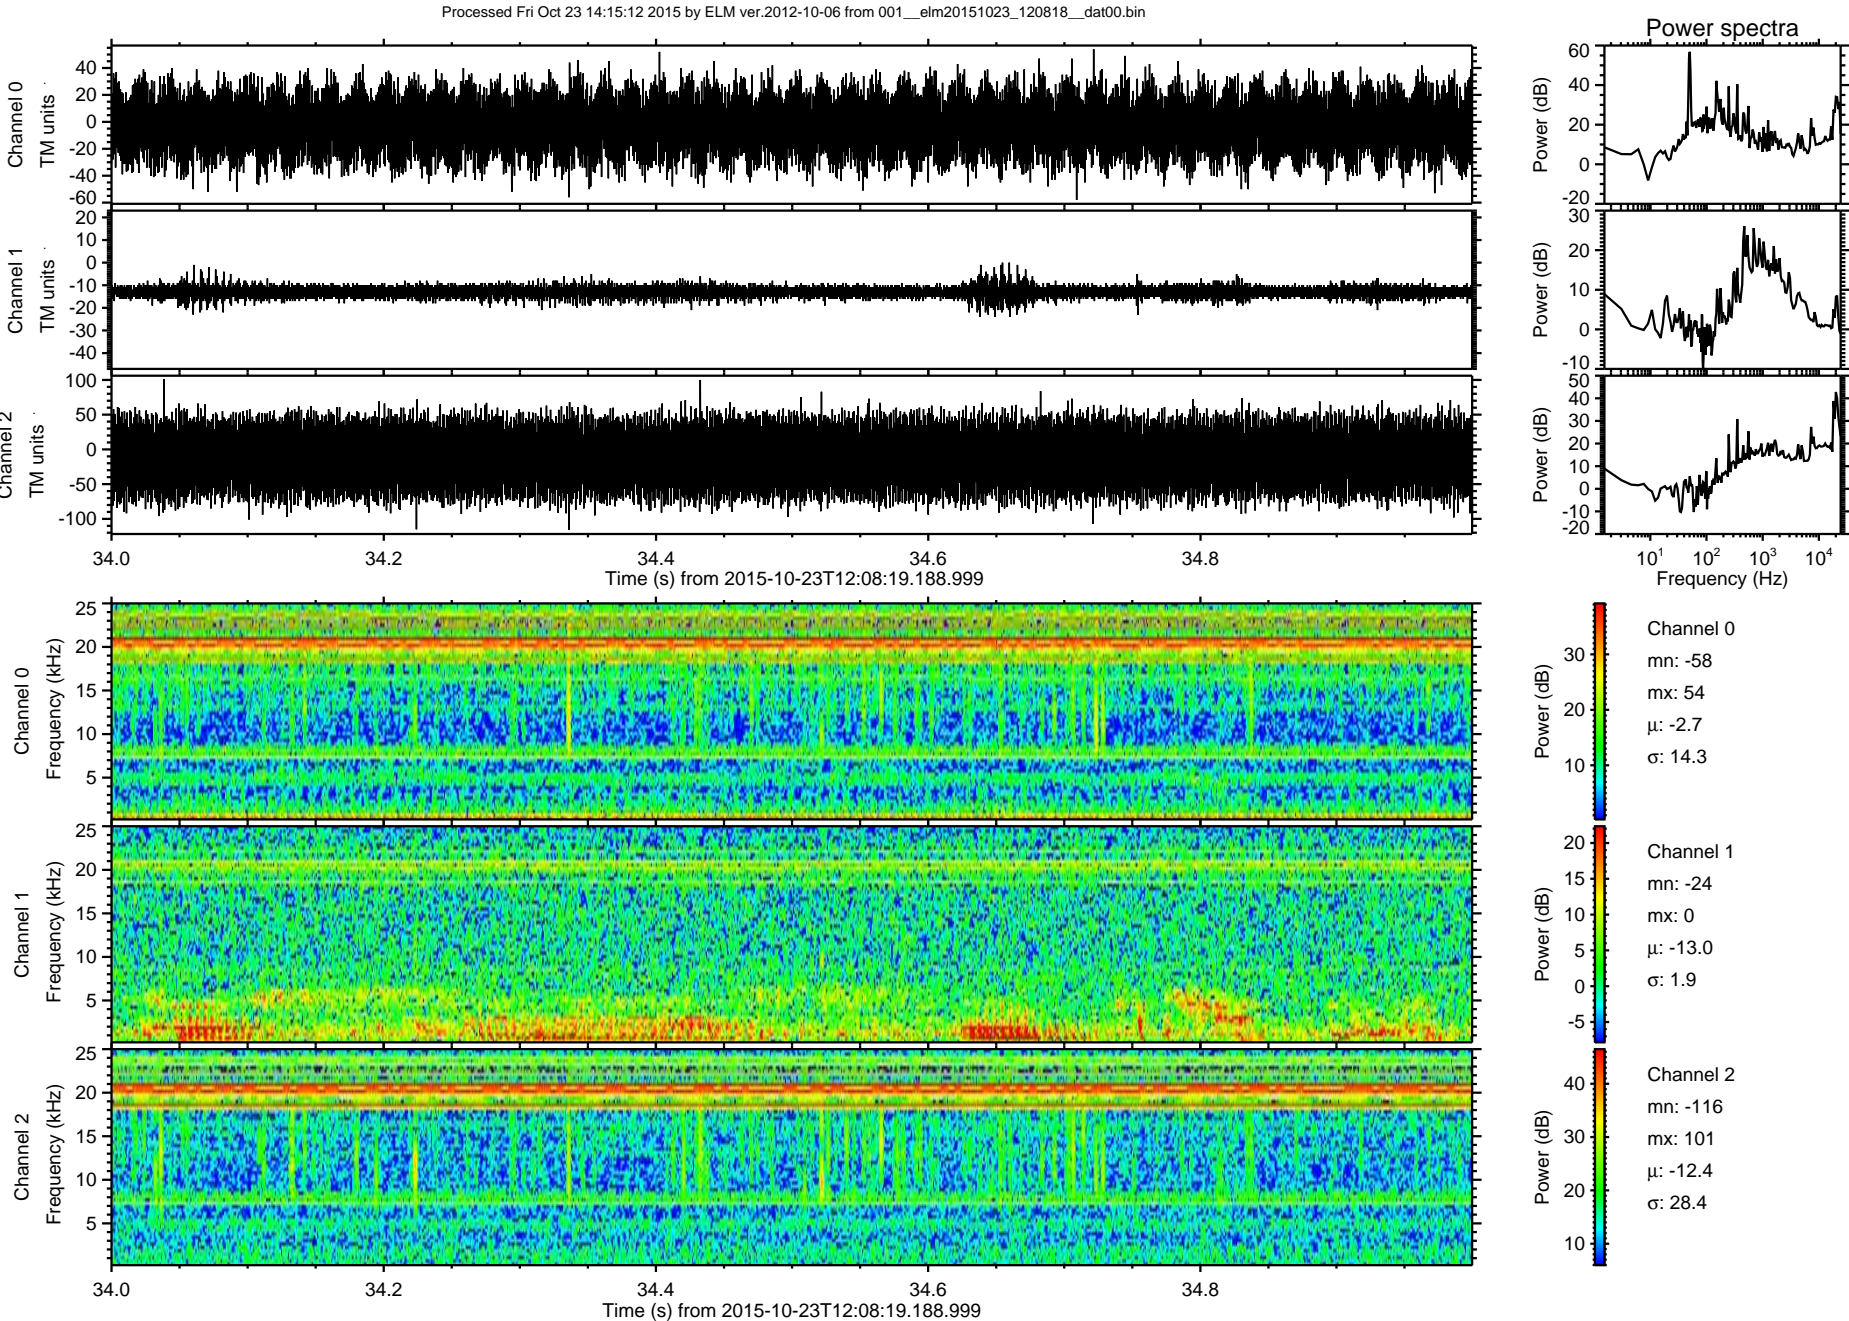 Processed Fri Oct 23 14:15:12 2015 by ELM ver.2012-10-06 from 001__elm20151023_120818__dat00.bin
Power spectra
Channel 0
TM units
40
20
0
-20
-40
-60
Power (dB)
60
40
20
0
-20
Channel 1
TM units
20
10
0
-10
-20
-30
-40
Power (dB)
30
20
10
0
-10
Channel 2
TM units
100
50
0
-50
-100
Power (dB)
50
40
30
20
10
0
-10
-20
34.0 34.2 34.4 34.6 34.8
Time (s) from 2015-10-23T12:08:19.188.999
10¹ 10² 10³ 10⁴
Frequency (Hz)
Channel 0
Frequency (kHz)
25
20
15
10
5
Power (dB)
30
20
10
Channel 0
mn: -58
mx: 54
µ: -2.7
σ: 14.3
Channel 1
Frequency (kHz)
25
20
15
10
5
Power (dB)
20
15
10
5
0
-5
Channel 1
mn: -24
mx: 0
µ: -13.0
σ: 1.9
Channel 2
Frequency (kHz)
25
20
15
10
5
Power (dB)
40
30
20
10
Channel 2
mn: -116
mx: 101
µ: -12.4
σ: 28.4
34.0 34.2 34.4 34.6 34.8
Time (s) from 2015-10-23T12:08:19.188.999